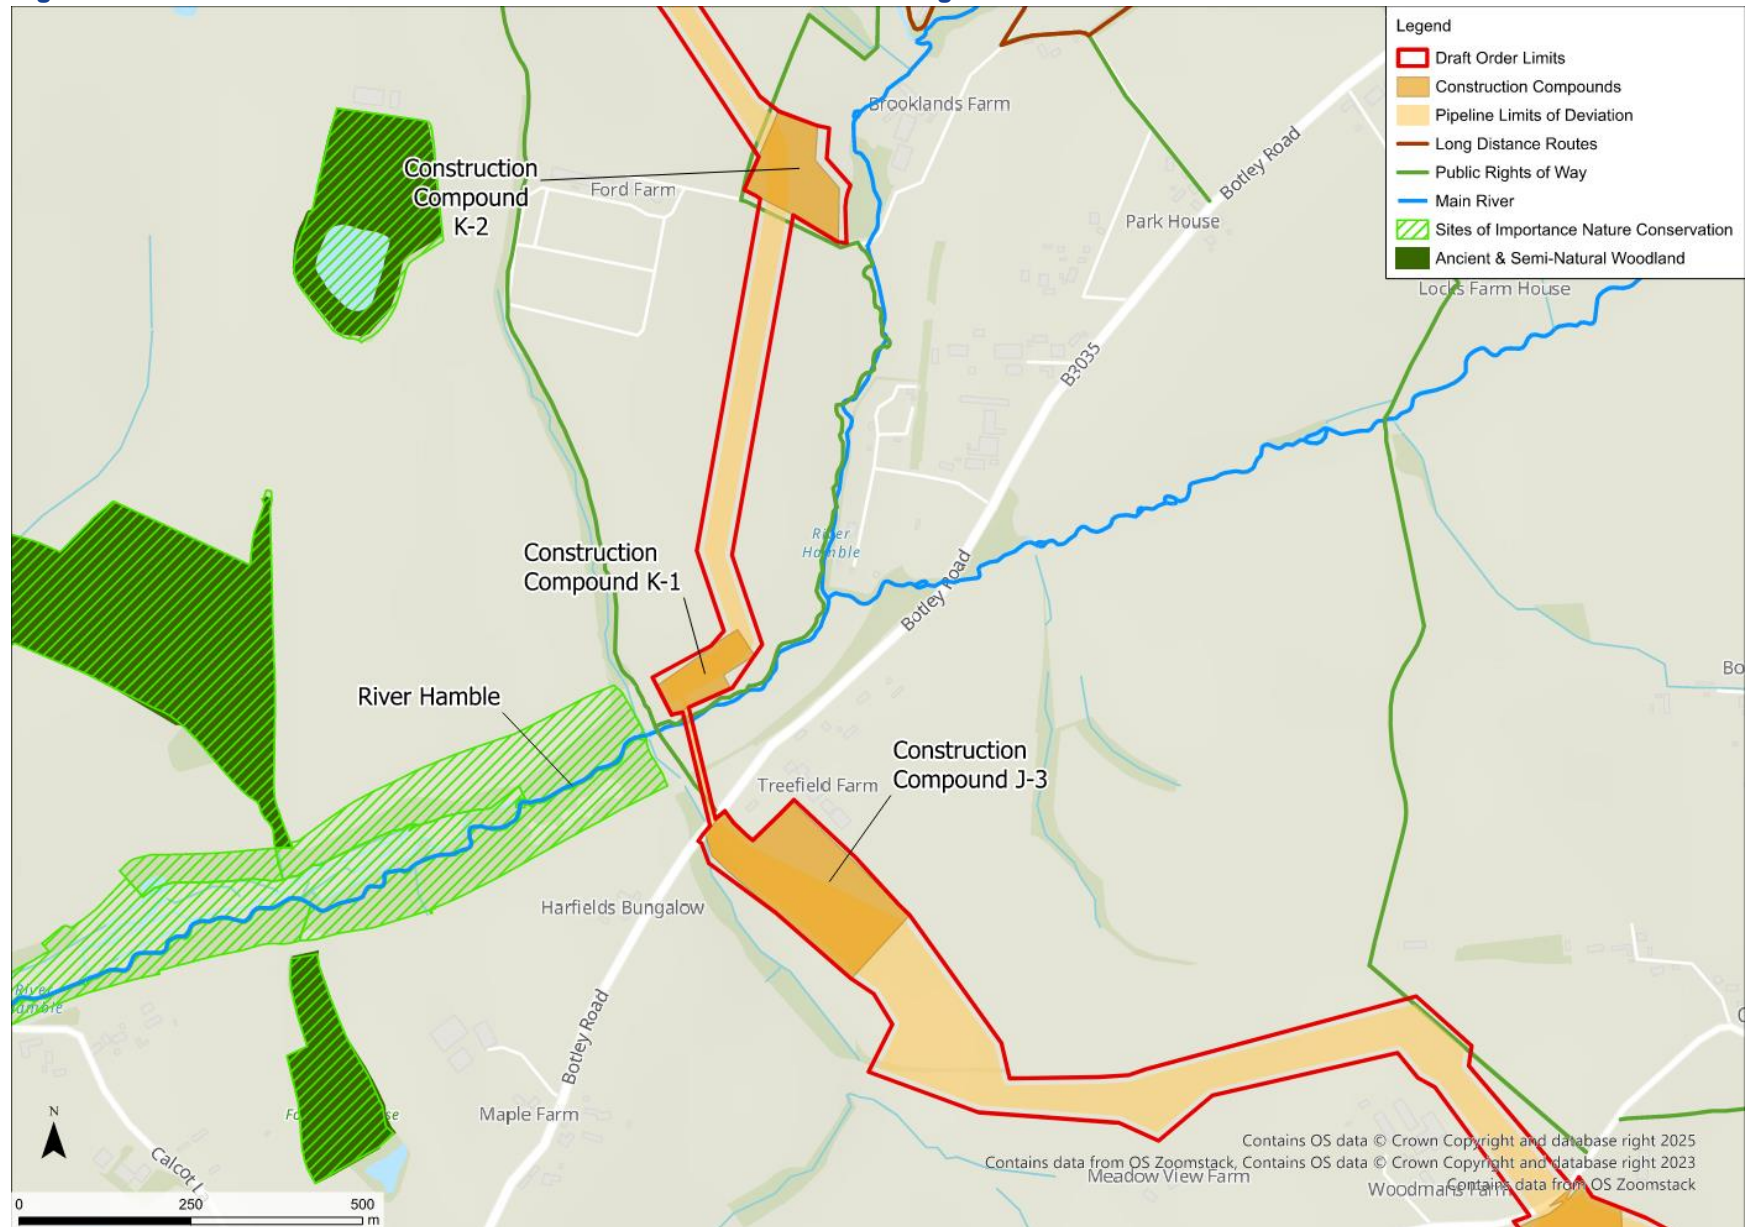 Legend
Draft Order Limits
Construction Compounds
Pipeline Limits of Deviation
Long Distance Routes
Public Rights of Way
Main River
Sites of Importance Nature Conservation
Ancient & Semi-Natural Woodland
Brooklands Farm
Botley Road
Construction
Compound
K-2
Ford Farm
Park House
Locks Farm House
B3035
River
Hamble
Construction
Compound K-1
Botley Road
River Hamble
Construction
Compound J-3
Treefield Farm
Harfields Bungalow
River
Botley Road
Maple Farm
N
Calcot
0 250 500
m
Contains OS data © Crown Copyright and database right 2025
Contains data from OS Zoomstack, Contains OS data © Crown Copyright and database right 2023
Meadow View Farm
Contains data from OS Zoomstack
Woodmans Farm